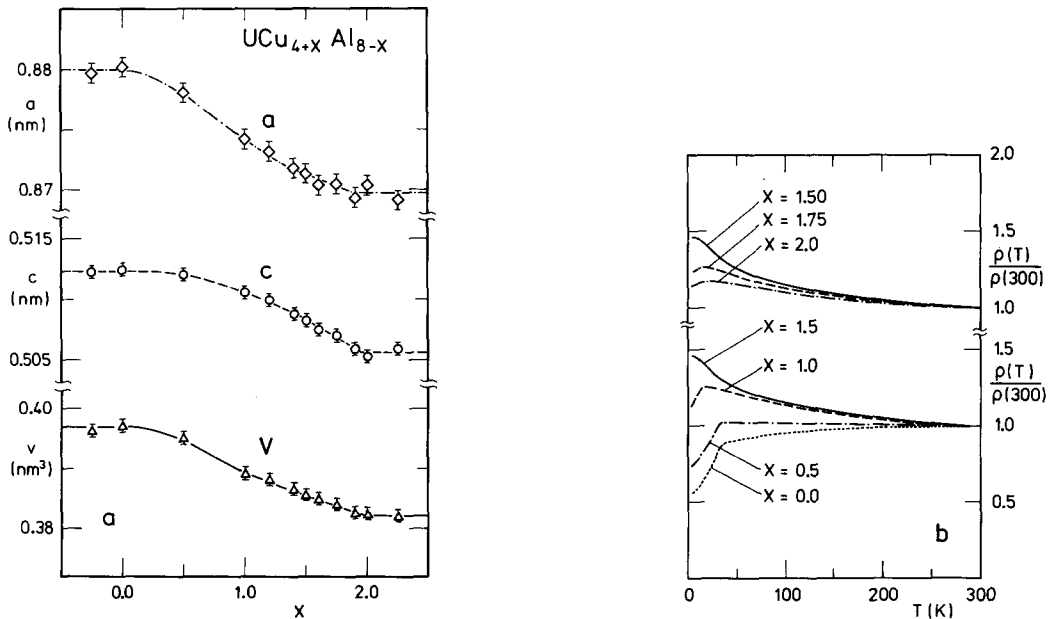 UCu₄₊ₓ Al₈₋ₓ
0.88
a
(nm)
0.87
a
0.515
c
(nm)
0.505
c
0.40
v
(nm³)
0.38
V
a
0.0
1.0
2.0
X
2.0
1.5
1.0
ρ(T)
ρ(300)
X = 1.50
X = 1.75
X = 2.0
X = 1.5
X = 1.0
1.5
ρ(T)
ρ(300)
1.0
0.5
X = 0.5
X = 0.0
b
0
100
200
300
T(K)